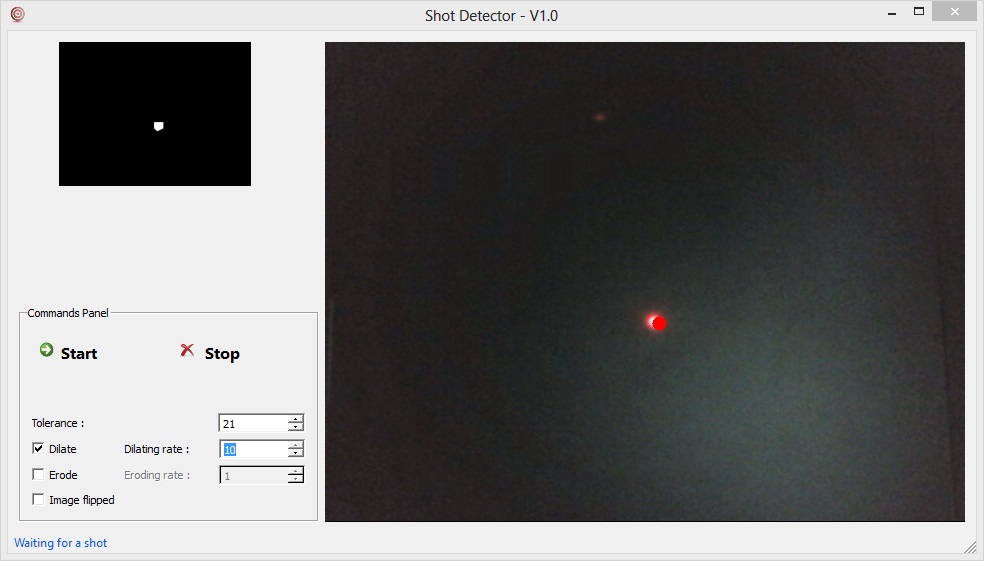 Shot Detector - V1.0
Commands Panel
Start Stop
Tolerance : 21
Dilate Dilating rate : 10
Erode Eroding rate : 1
Image flipped
Waiting for a shot